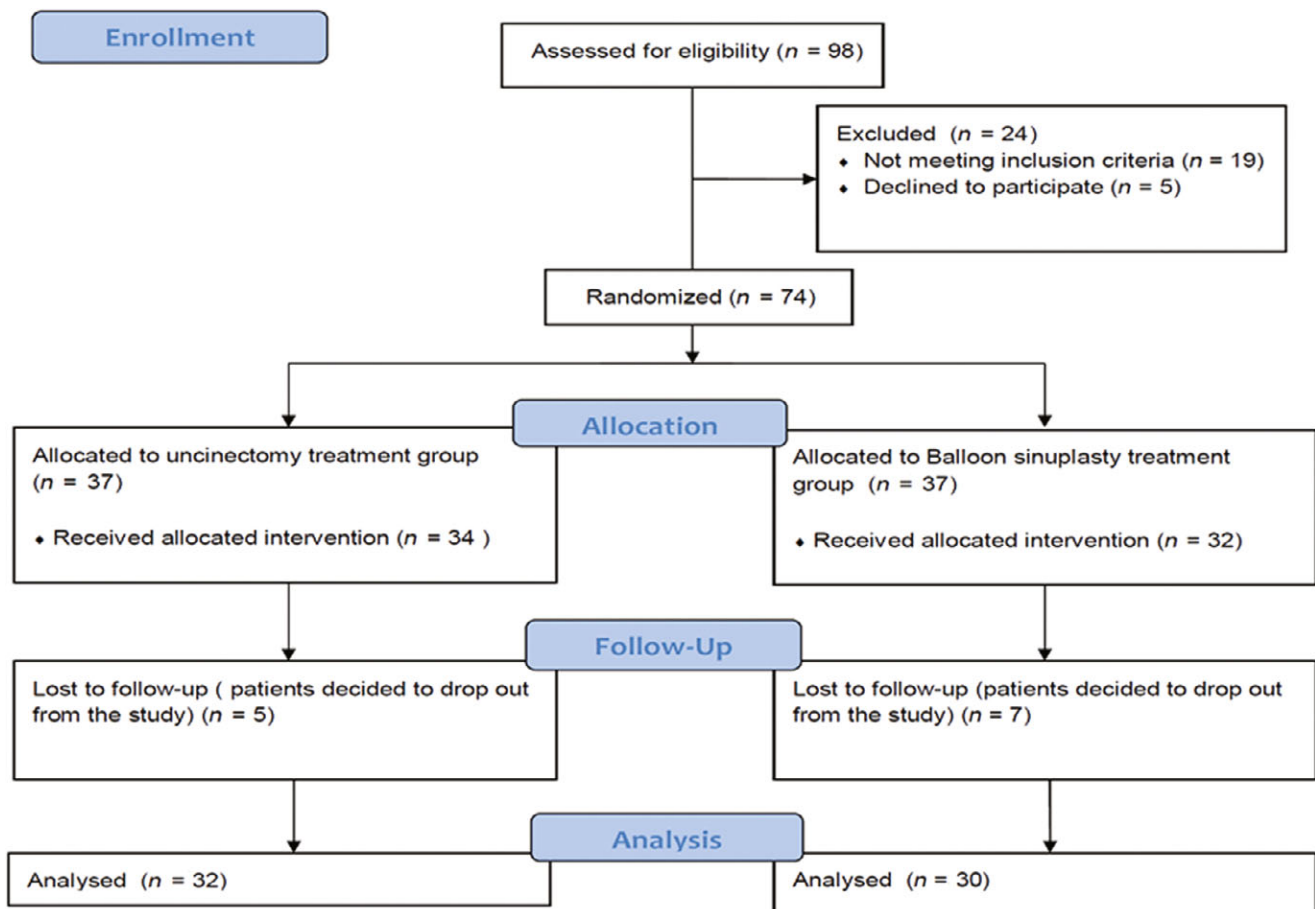 Enrollment
Assessed for eligibility (n = 98)
Excluded (n = 24)
⬩ Not meeting inclusion criteria (n = 19)
⬩ Declined to participate (n = 5)
Randomized (n = 74)
Allocation
Allocated to uncinectomy treatment group
(n = 37)
⬩ Received allocated intervention (n = 34 )
Allocated to Balloon sinuplasty treatment
group (n = 37)
⬩ Received allocated intervention (n = 32)
Follow-Up
Lost to follow-up ( patients decided to drop out
from the study) (n = 5)
Lost to follow-up (patients decided to drop out
from the study) (n = 7)
Analysis
Analysed (n = 32)
Analysed (n = 30)